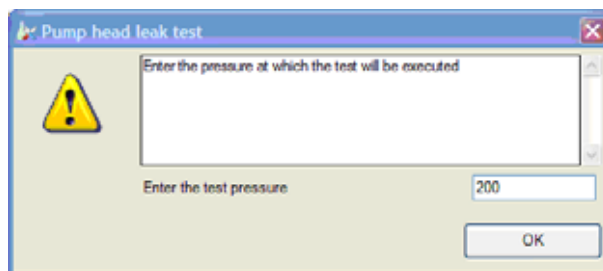 Pump head leak test
Enter the pressure at which the test will be executed
Enter the test pressure
200
OK